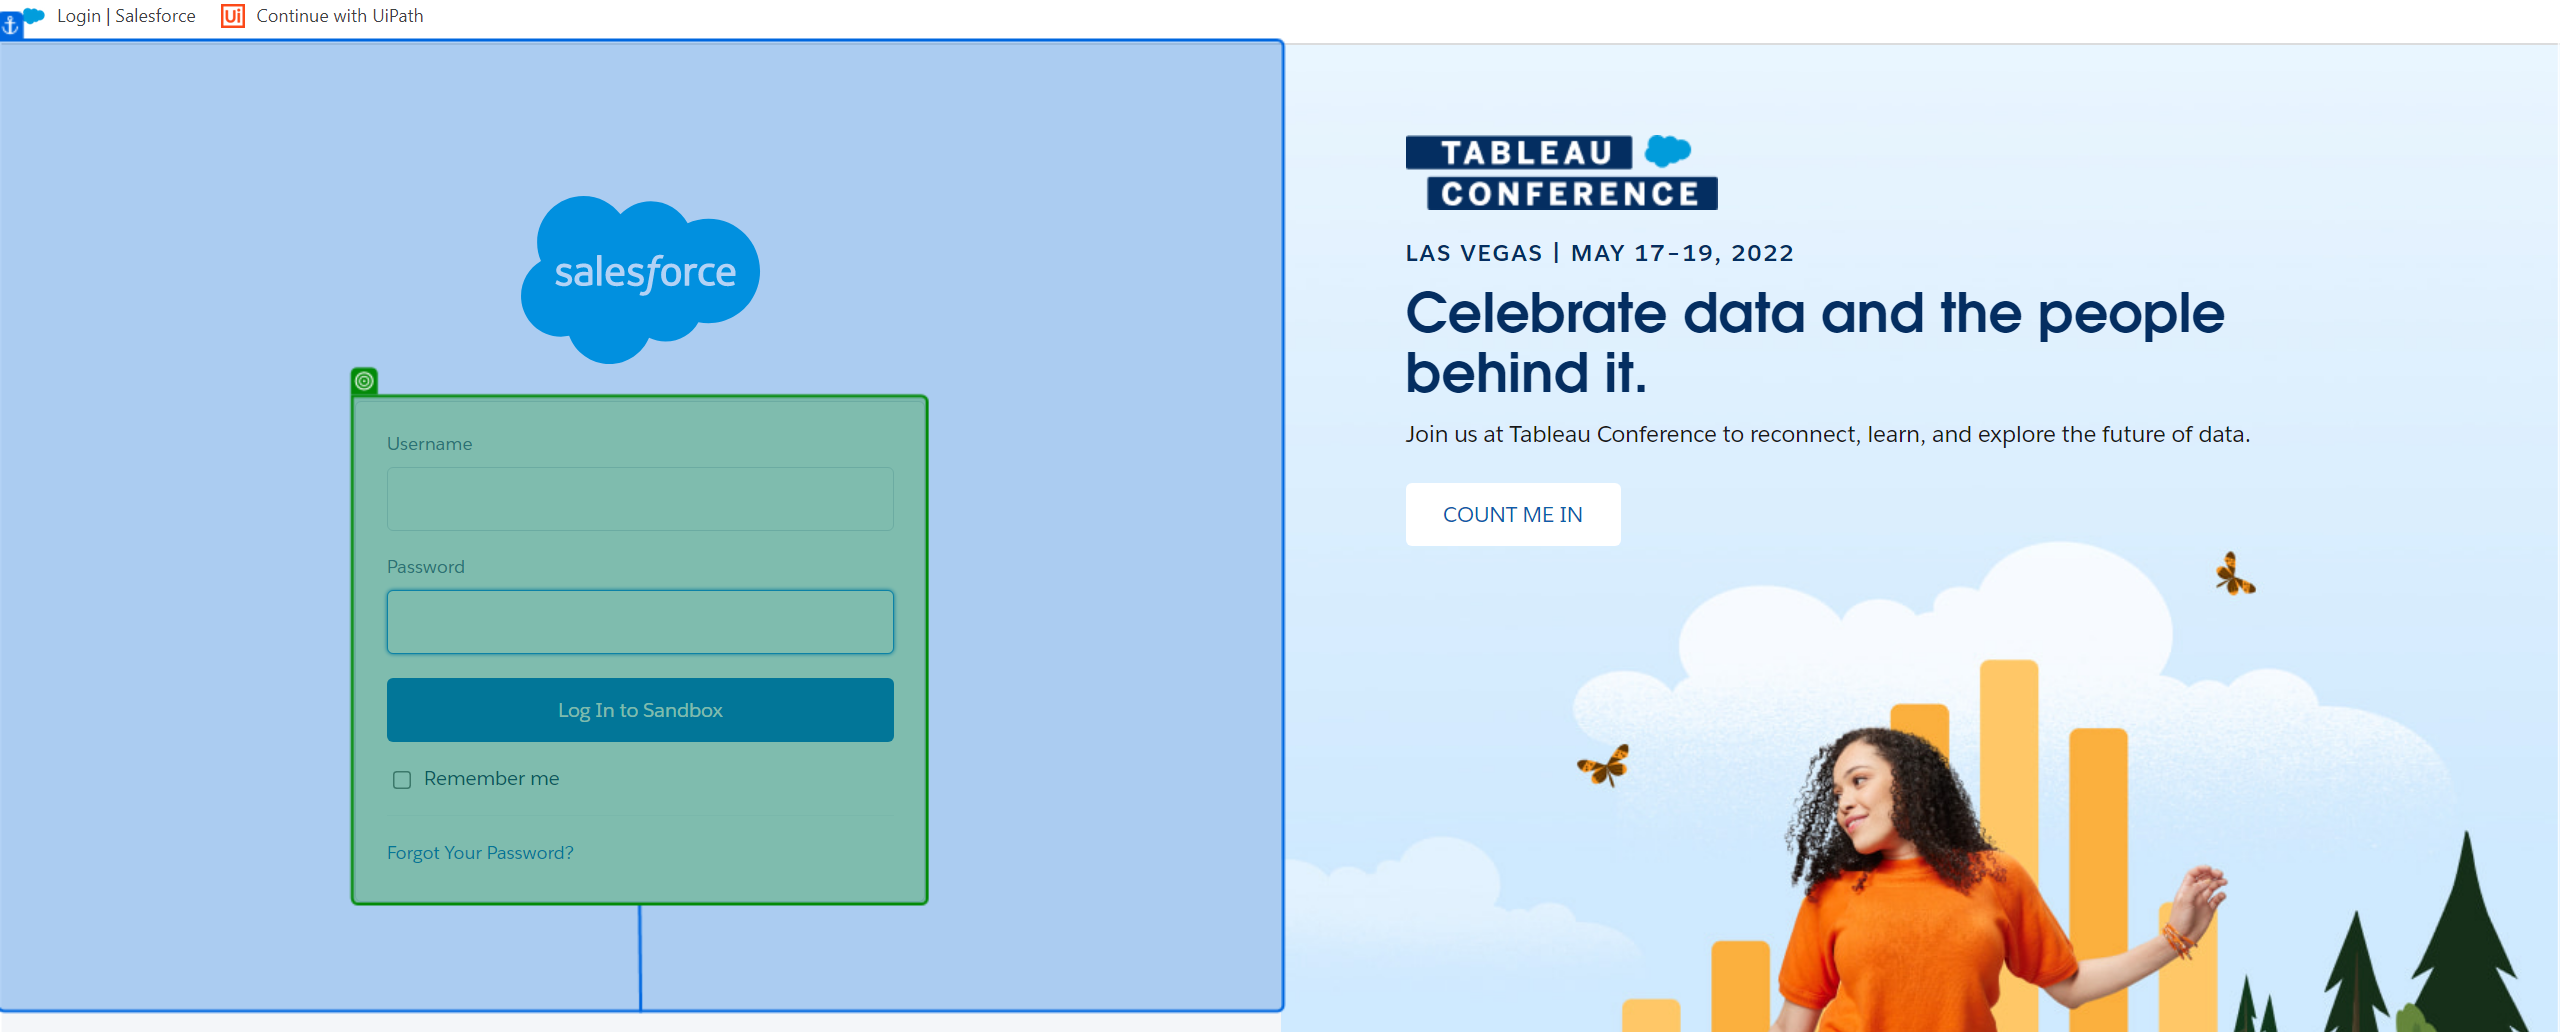 Login | Salesforce
Ui Continue with UiPath
salesforce
Username
Password
Log In to Sandbox
Remember me
Forgot Your Password?
TABLEAU
CONFERENCE
LAS VEGAS | MAY 17–19, 2022
Celebrate data and the people
behind it.
Join us at Tableau Conference to reconnect, learn, and explore the future of data.
COUNT ME IN